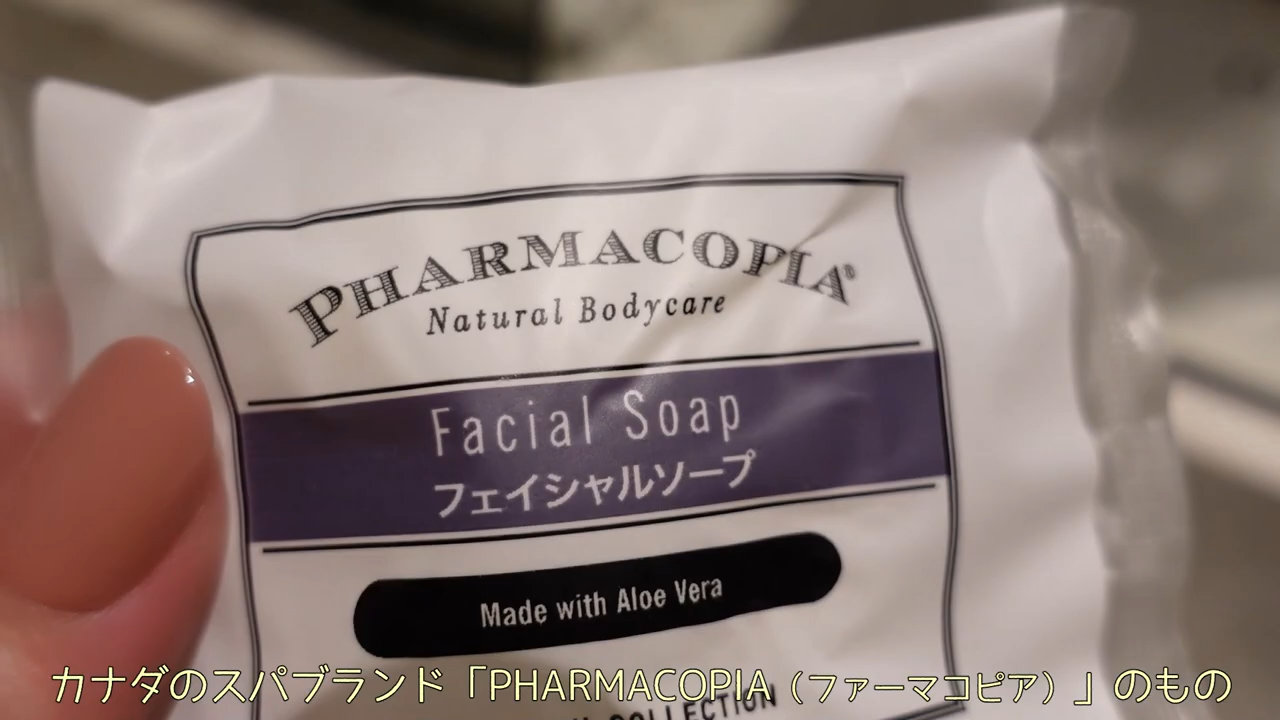 PHARMACOPIA®
Natural Bodycare
Facial Soap
フェイシャルソープ
Made with Aloe Vera
COLLECTION
カナダのスパブランド「PHARMACOPIA（ファーマコピア）」のもの